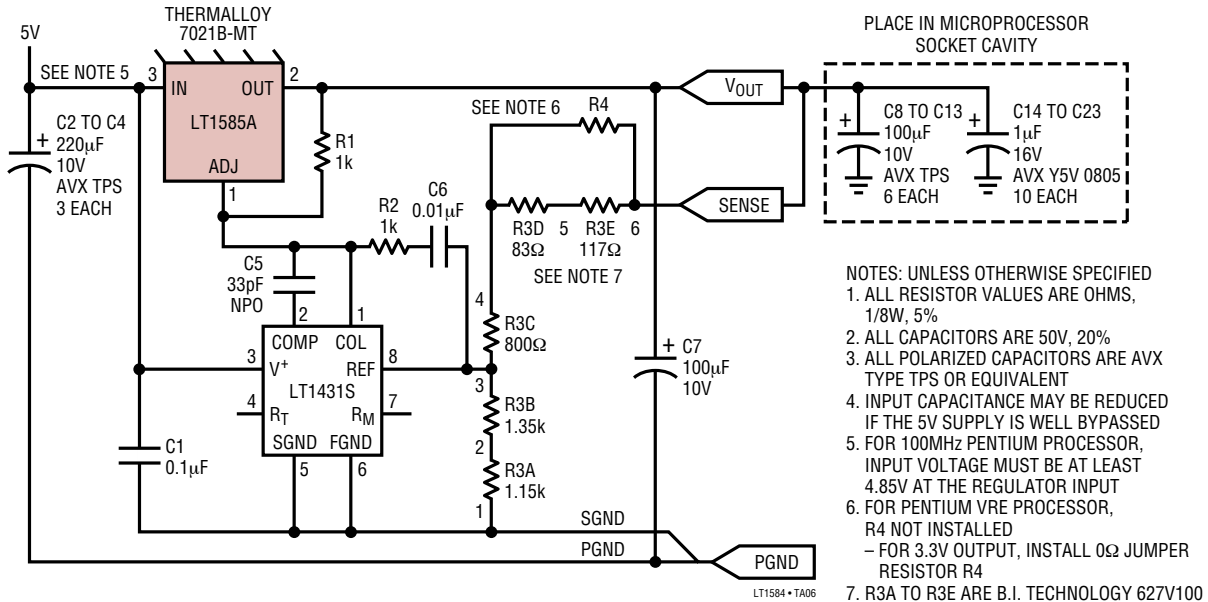 THERMALLOY
7021B-MT
5V
SEE NOTE 5
3
IN
OUT
2
LT1585A
ADJ
1
+
C2 TO C4
220µF
10V
AVX TPS
3 EACH
R1
1k
SEE NOTE 6
R4
VOUT
PLACE IN MICROPROCESSOR
SOCKET CAVITY
+
C8 TO C13
100µF
10V
AVX TPS
6 EACH
+
C14 TO C23
1µF
16V
AVX Y5V 0805
10 EACH
R2
1k
C6
0.01µF
R3D
83Ω
5
R3E
117Ω
6
SEE NOTE 7
SENSE
C5
33pF
NPO
2
1
COMP
COL
3
V+
REF
8
LT1431S
4
RT
RM
7
SGND
FGND
5
6
4
R3C
800Ω
3
R3B
1.35k
2
R3A
1.15k
1
+
C7
100µF
10V
C1
0.1µF
SGND
PGND
PGND
LT1584 • TA06
NOTES: UNLESS OTHERWISE SPECIFIED
1. ALL RESISTOR VALUES ARE OHMS,
1/8W, 5%
2. ALL CAPACITORS ARE 50V, 20%
3. ALL POLARIZED CAPACITORS ARE AVX
TYPE TPS OR EQUIVALENT
4. INPUT CAPACITANCE MAY BE REDUCED
IF THE 5V SUPPLY IS WELL BYPASSED
5. FOR 100MHz PENTIUM PROCESSOR,
INPUT VOLTAGE MUST BE AT LEAST
4.85V AT THE REGULATOR INPUT
6. FOR PENTIUM VRE PROCESSOR,
R4 NOT INSTALLED
– FOR 3.3V OUTPUT, INSTALL 0Ω JUMPER
RESISTOR R4
7. R3A TO R3E ARE B.I. TECHNOLOGY 627V100